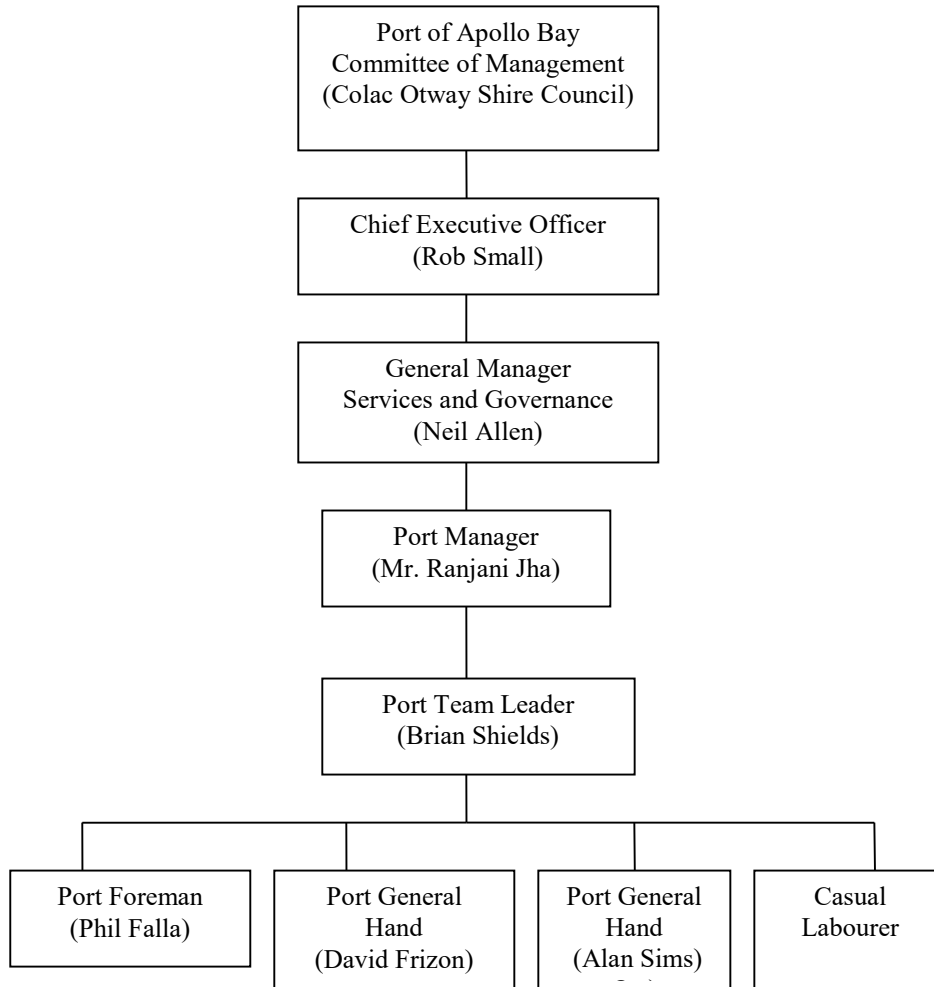 Port of Apollo Bay
Committee of Management
(Colac Otway Shire Council)
Chief Executive Officer
(Rob Small)
General Manager
Services and Governance
(Neil Allen)
Port Manager
(Mr. Ranjani Jha)
Port Team Leader
(Brian Shields)
Port Foreman
(Phil Falla)
Port General
Hand
(David Frizon)
Port General
Hand
(Alan Sims)
Casual
Labourer